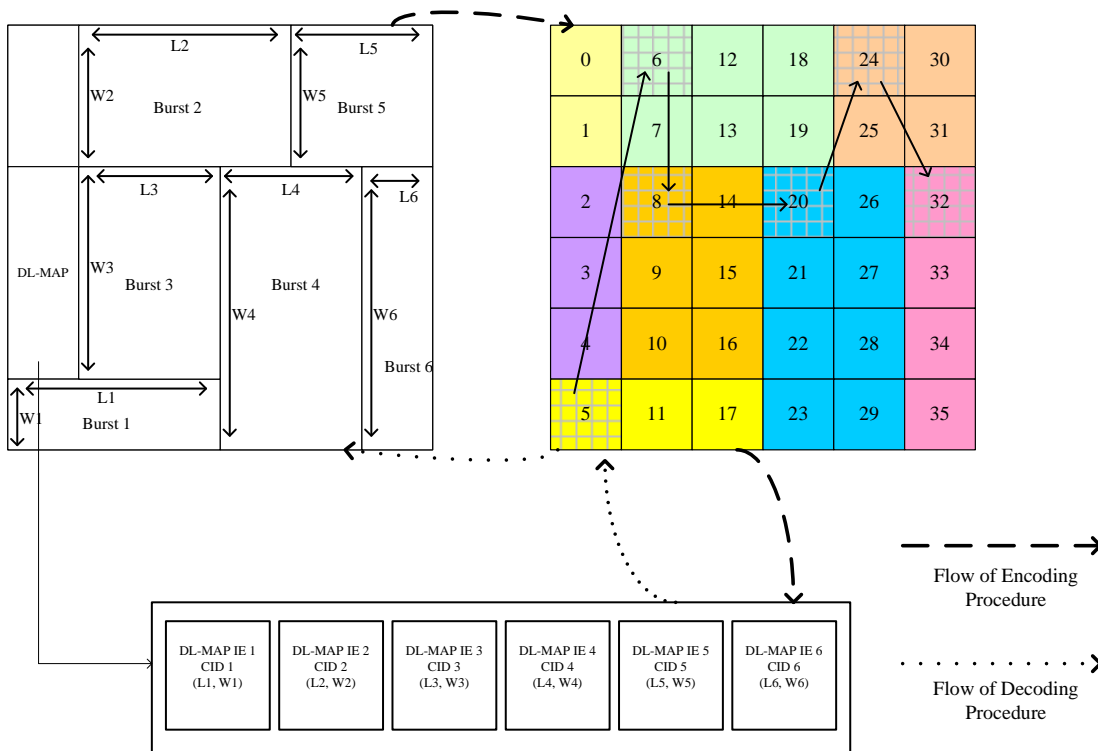 L2
L5
W2
Burst 2
W5
Burst 5
L3
L4
L6
DL-MAP
W3
Burst 3
W4
Burst 4
W6
Burst 6
L1
W1
Burst 1
0
6
12
18
24
30
1
7
13
19
25
31
2
8
14
20
26
32
3
9
15
21
27
33
4
10
16
22
28
34
5
11
17
23
29
35
DL-MAP IE 1
CID 1
(L1, W1)
DL-MAP IE 2
CID 2
(L2, W2)
DL-MAP IE 3
CID 3
(L3, W3)
DL-MAP IE 4
CID 4
(L4, W4)
DL-MAP IE 5
CID 5
(L5, W5)
DL-MAP IE 6
CID 6
(L6, W6)
Flow of Encoding
Procedure
Flow of Decoding
Procedure